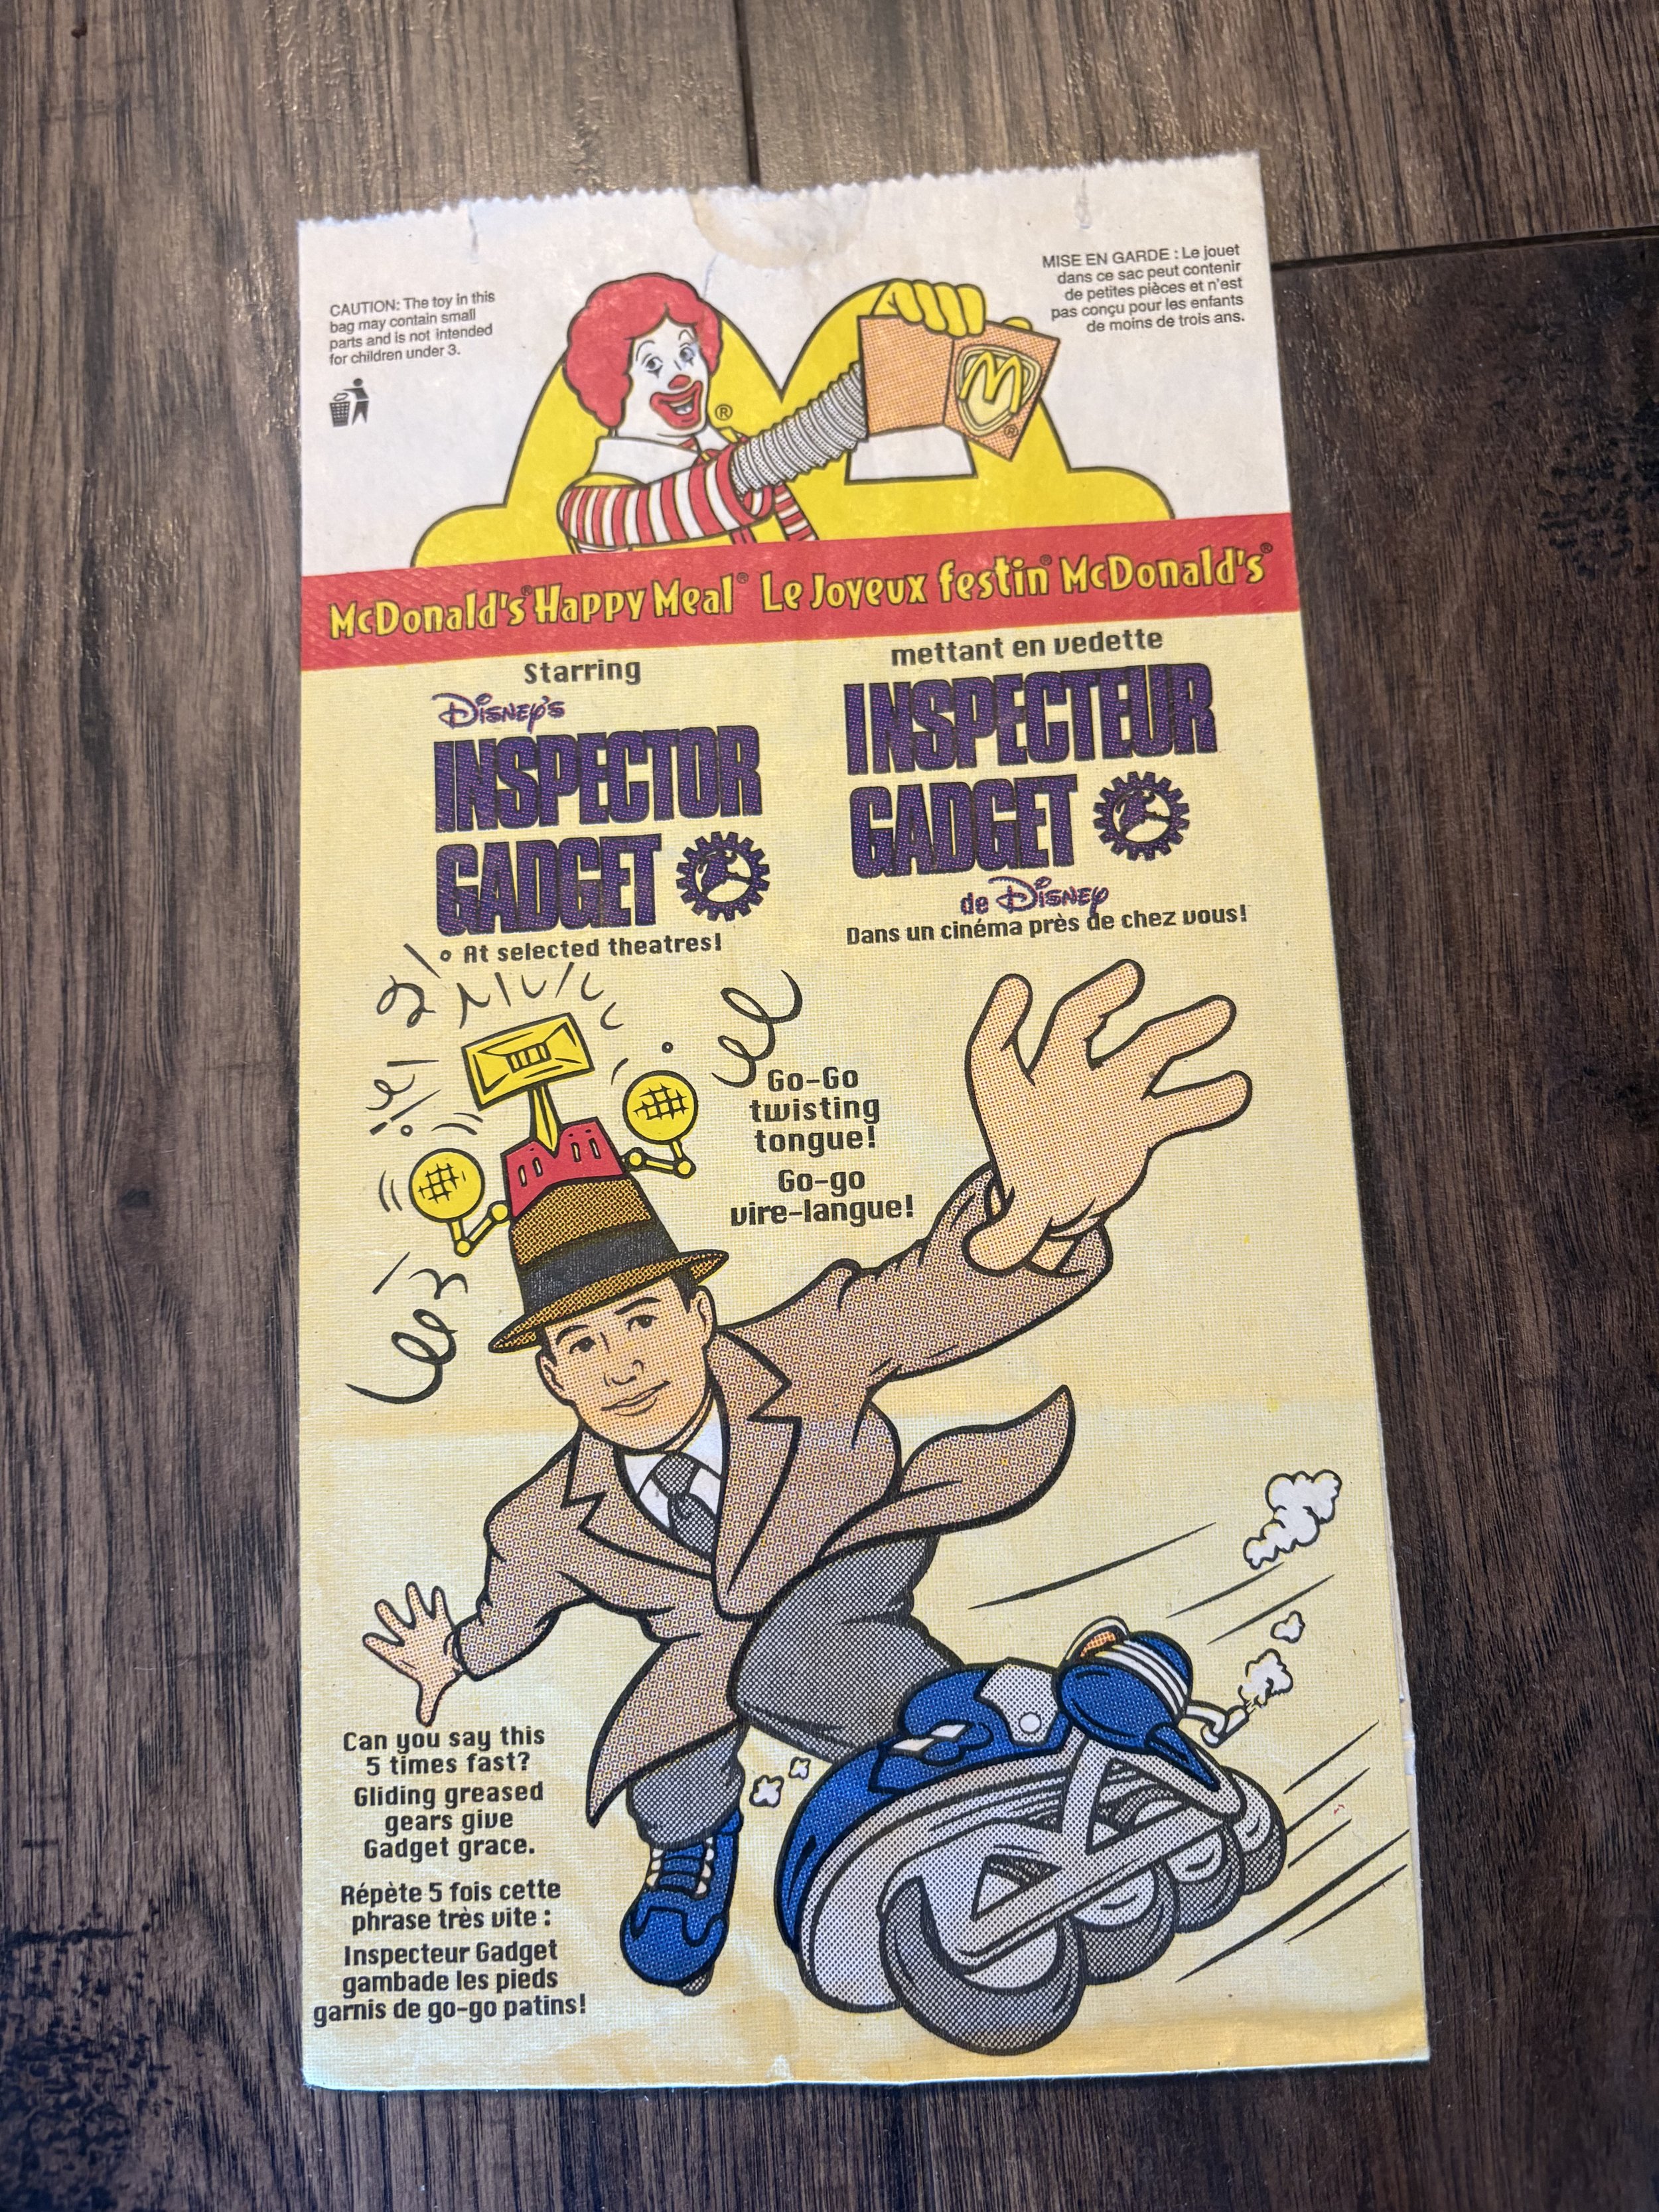 CAUTION: The toy in this
bag may contain small
parts and is not intended
for children under 3.
MISE EN GARDE : Le jouet
dans ce sac peut contenir
de petites pièces et n'est
pas conçu pour les enfants
de moins de trois ans.
®
M
®
McDonald's® Happy Meal® Le Joyeux festin® McDonald's®
Starring
Disney's
INSPECTOR
GADGET
At selected theatres!
mettant en vedette
INSPECTEUR
GADGET
de Disney
Dans un cinéma près de chez vous!
Go-Go
twisting
tongue!
Go-go
vire-langue!
Can you say this
5 times fast?
Gliding greased
gears give
Gadget grace.
Répète 5 fois cette
phrase très vite :
Inspecteur Gadget
gambade les pieds
garnis de go-go patins!